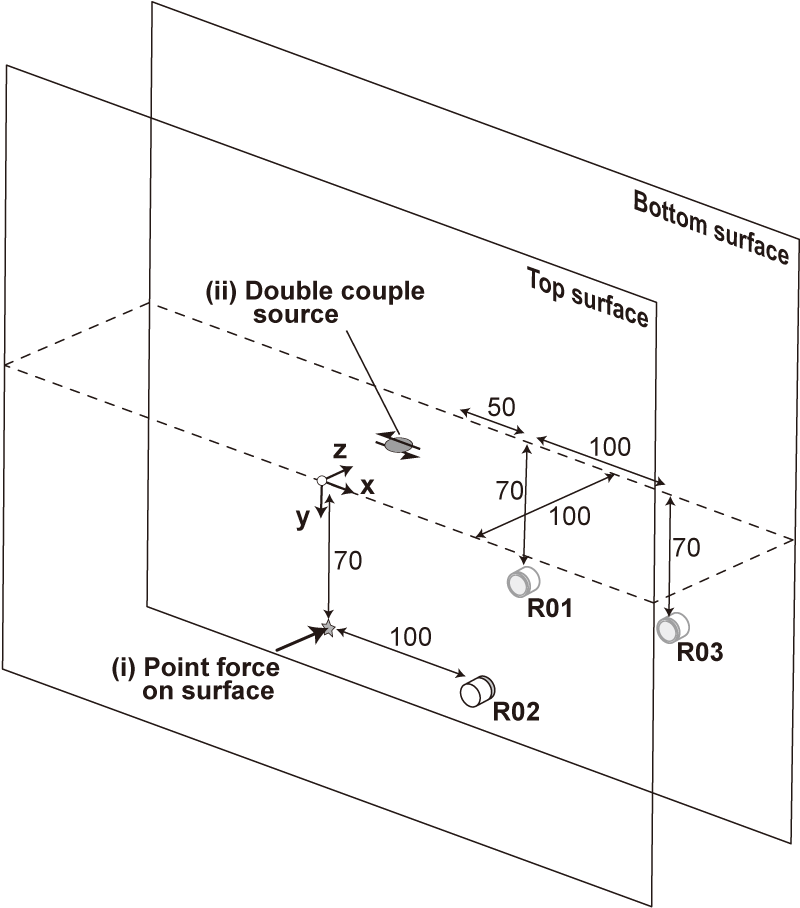 Bottom surface
Top surface
(ii) Double couple
source
50
100
z
x
y
70
100
70
70
R01
R03
100
(i) Point force
on surface
R02